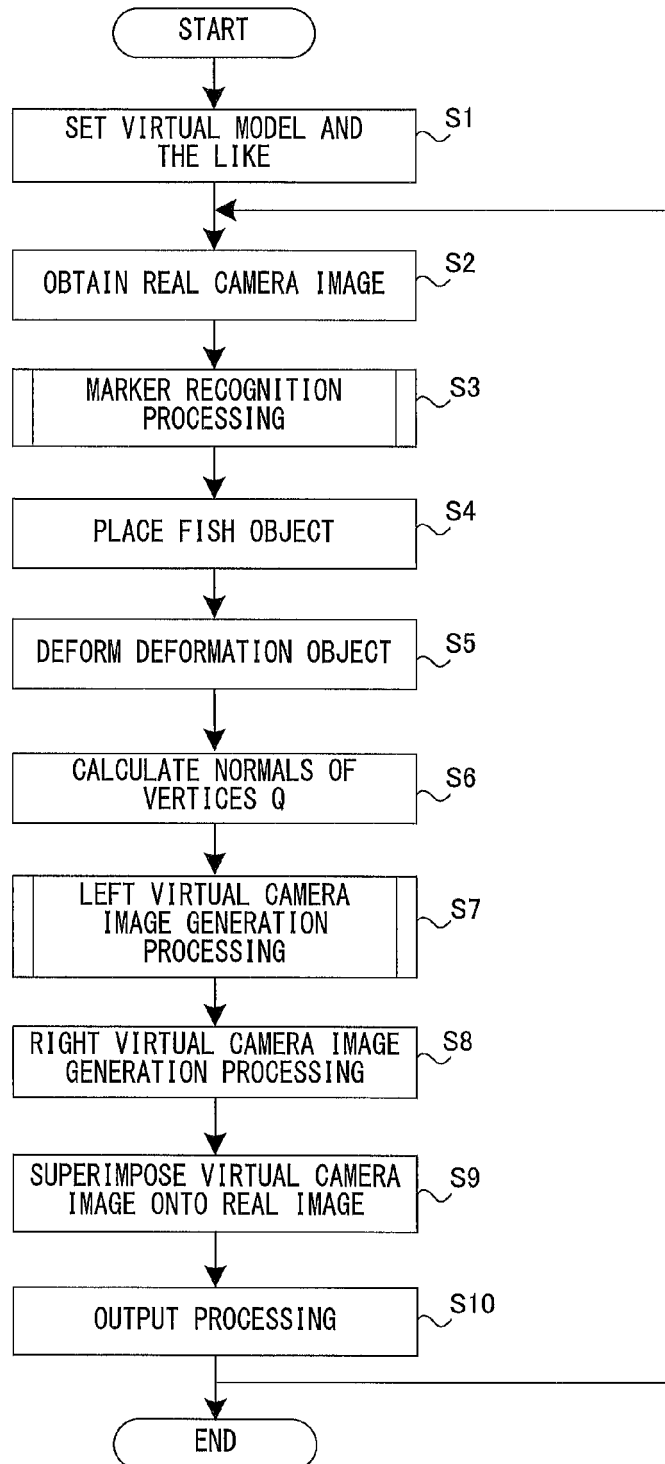 START
SET VIRTUAL MODEL AND
THE LIKE
S1
OBTAIN REAL CAMERA IMAGE
S2
MARKER RECOGNITION
PROCESSING
S3
PLACE FISH OBJECT
S4
DEFORM DEFORMATION OBJECT
S5
CALCULATE NORMALS OF
VERTICES Q
S6
LEFT VIRTUAL CAMERA
IMAGE GENERATION
PROCESSING
S7
RIGHT VIRTUAL CAMERA IMAGE
GENERATION PROCESSING
S8
SUPERIMPOSE VIRTUAL CAMERA
IMAGE ONTO REAL IMAGE
S9
OUTPUT PROCESSING
S10
END